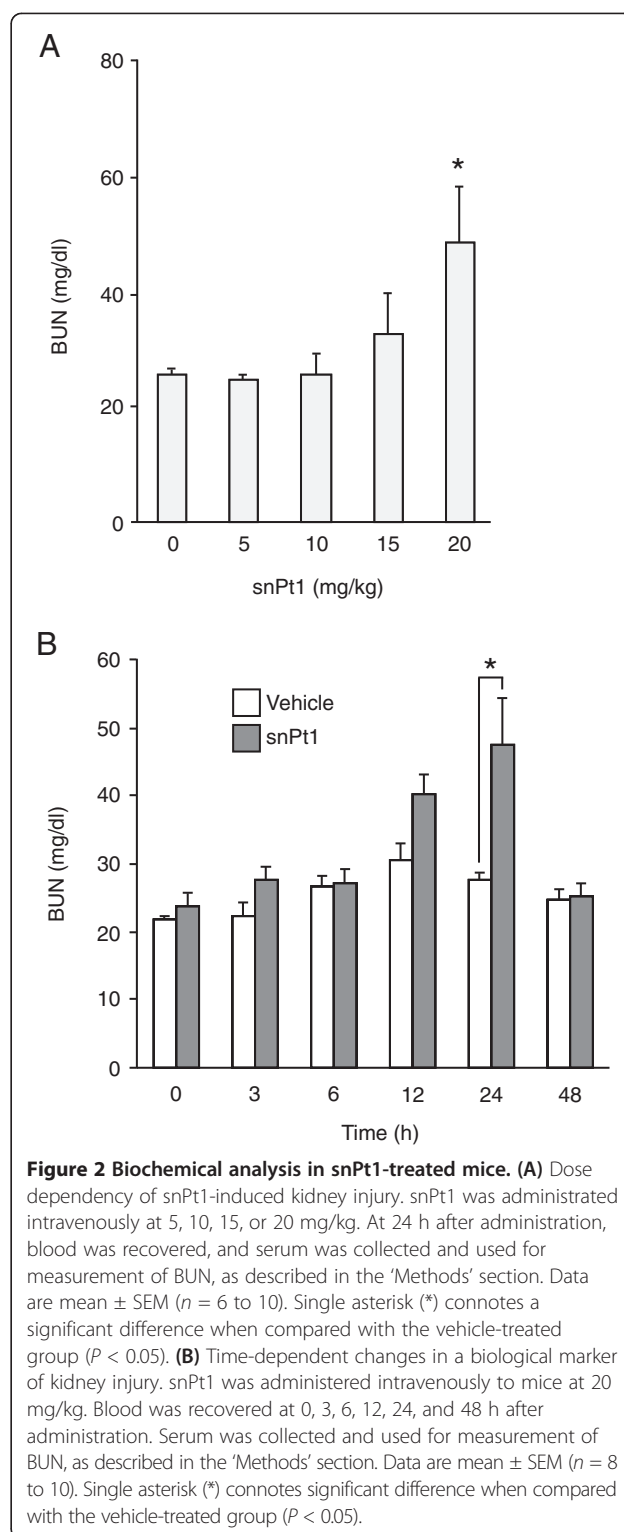 A
80
60
40
20
0
BUN (mg/dl)
*
0 5 10 15 20
snPt1 (mg/kg)
B
60
50
40
30
20
10
0
BUN (mg/dl)
Vehicle
snPt1
*
0 3 6 12 24 48
Time (h)
Figure 2 Biochemical analysis in snPt1-treated mice. (A) Dose
dependency of snPt1-induced kidney injury. snPt1 was administrated
intravenously at 5, 10, 15, or 20 mg/kg. At 24 h after administration,
blood was recovered, and serum was collected and used for
measurement of BUN, as described in the ‘Methods’ section. Data
are mean ± SEM (n = 6 to 10). Single asterisk (*) connotes a
significant difference when compared with the vehicle-treated
group (P < 0.05). (B) Time-dependent changes in a biological marker
of kidney injury. snPt1 was administered intravenously to mice at 20
mg/kg. Blood was recovered at 0, 3, 6, 12, 24, and 48 h after
administration. Serum was collected and used for measurement of
BUN, as described in the ‘Methods’ section. Data are mean ± SEM (n = 8
to 10). Single asterisk (*) connotes significant difference when compared
with the vehicle-treated group (P < 0.05).